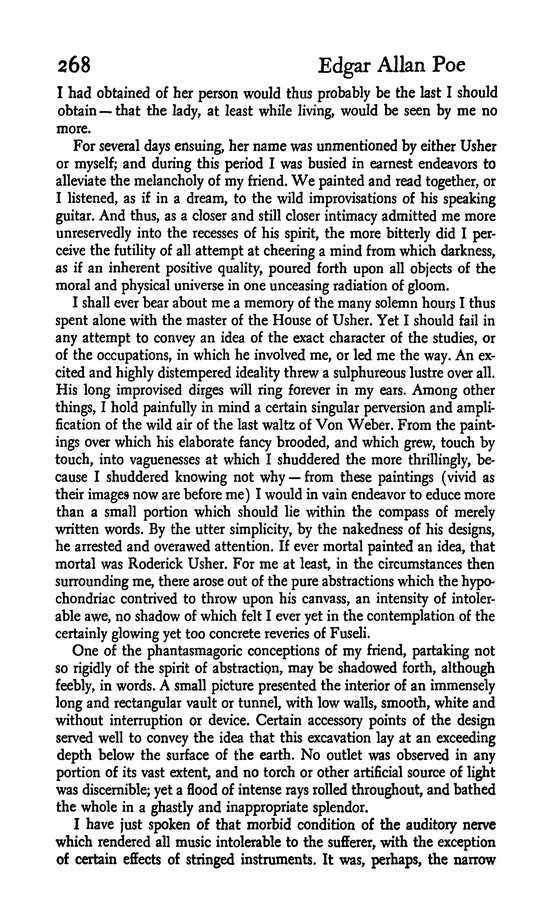 268 Edgar Allan Poe
I had obtained of her person would thus probably be the last I should
obtain — that the lady, at least while living, would be seen by me no
more.
For several days ensuing, her name was unmentioned by either Usher
or myself; and during this period I was busied in earnest endeavors to
alleviate the melancholy of my friend. We painted and read together, or
I listened, as if in a dream, to the wild improvisations of his speaking
guitar. And thus, as a closer and still closer intimacy admitted me more
unreservedly into the recesses of his spirit, the more bitterly did I per-
ceive the futility of all attempt at cheering a mind from which darkness,
as if an inherent positive quality, poured forth upon all objects of the
moral and physical universe in one unceasing radiation of gloom.
I shall ever bear about me a memory of the many solemn hours I thus
spent alone with the master of the House of Usher. Yet I should fail in
any attempt to convey an idea of the exact character of the studies, or
of the occupations, in which he involved me, or led me the way. An ex-
cited and highly distempered ideality threw a sulphureous lustre over all.
His long improvised dirges will ring forever in my ears. Among other
things, I hold painfully in mind a certain singular perversion and ampli-
fication of the wild air of the last waltz of Von Weber. From the paint-
ings over which his elaborate fancy brooded, and which grew, touch by
touch, into vaguenesses at which I shuddered the more thrillingly, be-
cause I shuddered knowing not why — from these paintings (vivid as
their images now are before me) I would in vain endeavor to educe more
than a small portion which should lie within the compass of merely
written words. By the utter simplicity, by the nakedness of his designs,
he arrested and overawed attention. If ever mortal painted an idea, that
mortal was Roderick Usher. For me at least, in the circumstances then
surrounding me, there arose out of the pure abstractions which the hypo-
chondriac contrived to throw upon his canvass, an intensity of intoler-
able awe, no shadow of which felt I ever yet in the contemplation of the
certainly glowing yet too concrete reveries of Fuseli.
One of the phantasmagoric conceptions of my friend, partaking not
so rigidly of the spirit of abstraction, may be shadowed forth, although
feebly, in words. A small picture presented the interior of an immensely
long and rectangular vault or tunnel, with low walls, smooth, white and
without interruption or device. Certain accessory points of the design
served well to convey the idea that this excavation lay at an exceeding
depth below the surface of the earth. No outlet was observed in any
portion of its vast extent, and no torch or other artificial source of light
was discernible; yet a flood of intense rays rolled throughout, and bathed
the whole in a ghastly and inappropriate splendor.
I have just spoken of that morbid condition of the auditory nerve
which rendered all music intolerable to the sufferer, with the exception
of certain effects of stringed instruments. It was, perhaps, the narrow